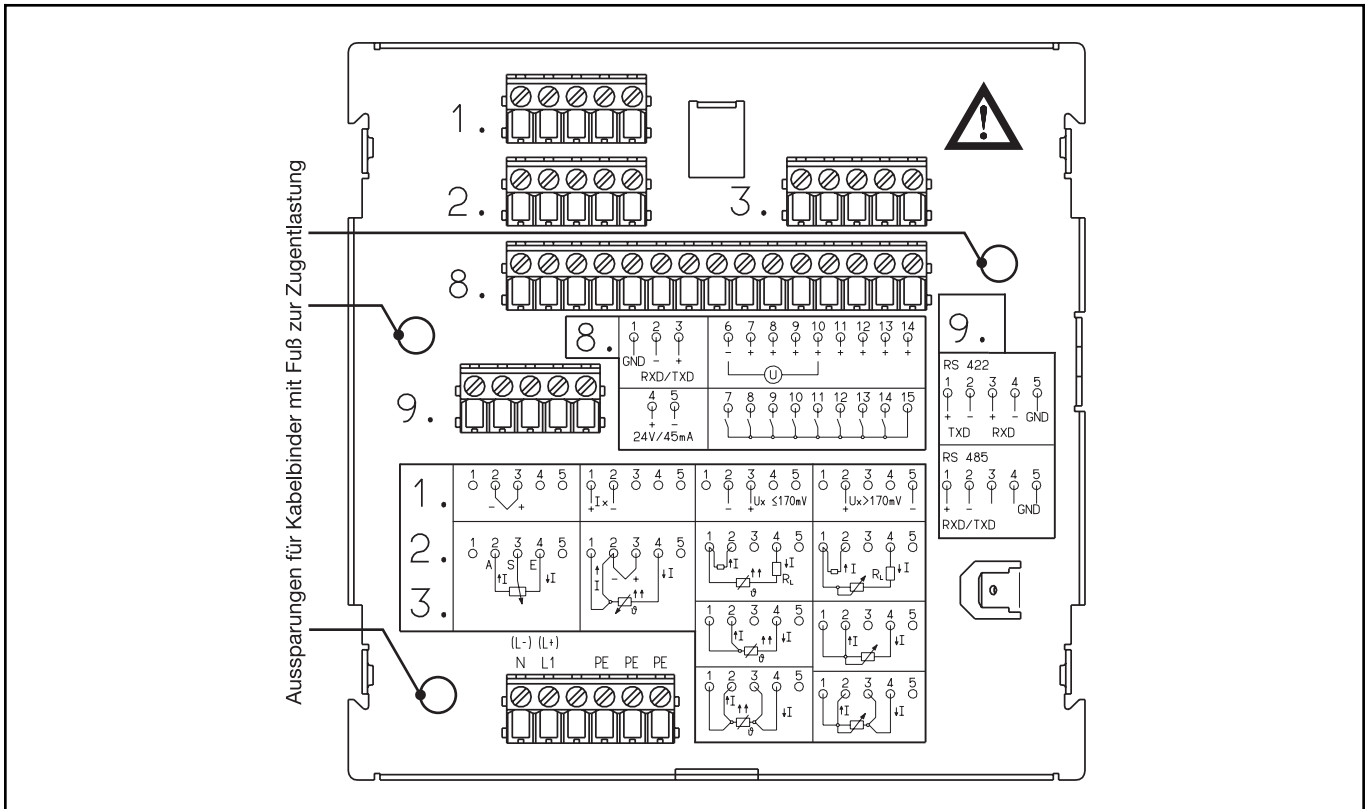 Aussparungen für Kabelbinder mit Fuß zur Zugentlastung
1.
2.
3.
8.
8.
1 2 3
GND - +
RXD/TXD
6 7 8 9 10 11 12 13 14
- + + + + + + + +
U
4 5
+ -
24V/45mA
7 8 9 10 11 12 13 14 15
9.
9.
RS 422
1 2 3 4 5
+ - + - GND
TXD RXD
RS 485
1 2 3 4 5
+ - GND
RXD/TXD
1.
1 2 3 4 5
- +
1 2 3 4 5
Ix
+ -
1 2 3 4 5
- + Ux ≤170mV
1 2 3 4 5
+ Ux>170mV -
2.
3.
1 2 3 4 5
A S E
I I
1 2 3 4 5
I - + I
ϑ
1 2 3 4 5
I I
RL
ϑ
1 2 3 4 5
I I
RL
1 2 3 4 5
I I
ϑ
1 2 3 4 5
I I
1 2 3 4 5
I I
ϑ
1 2 3 4 5
I I
(L-) (L+)
N L1 PE PE PE